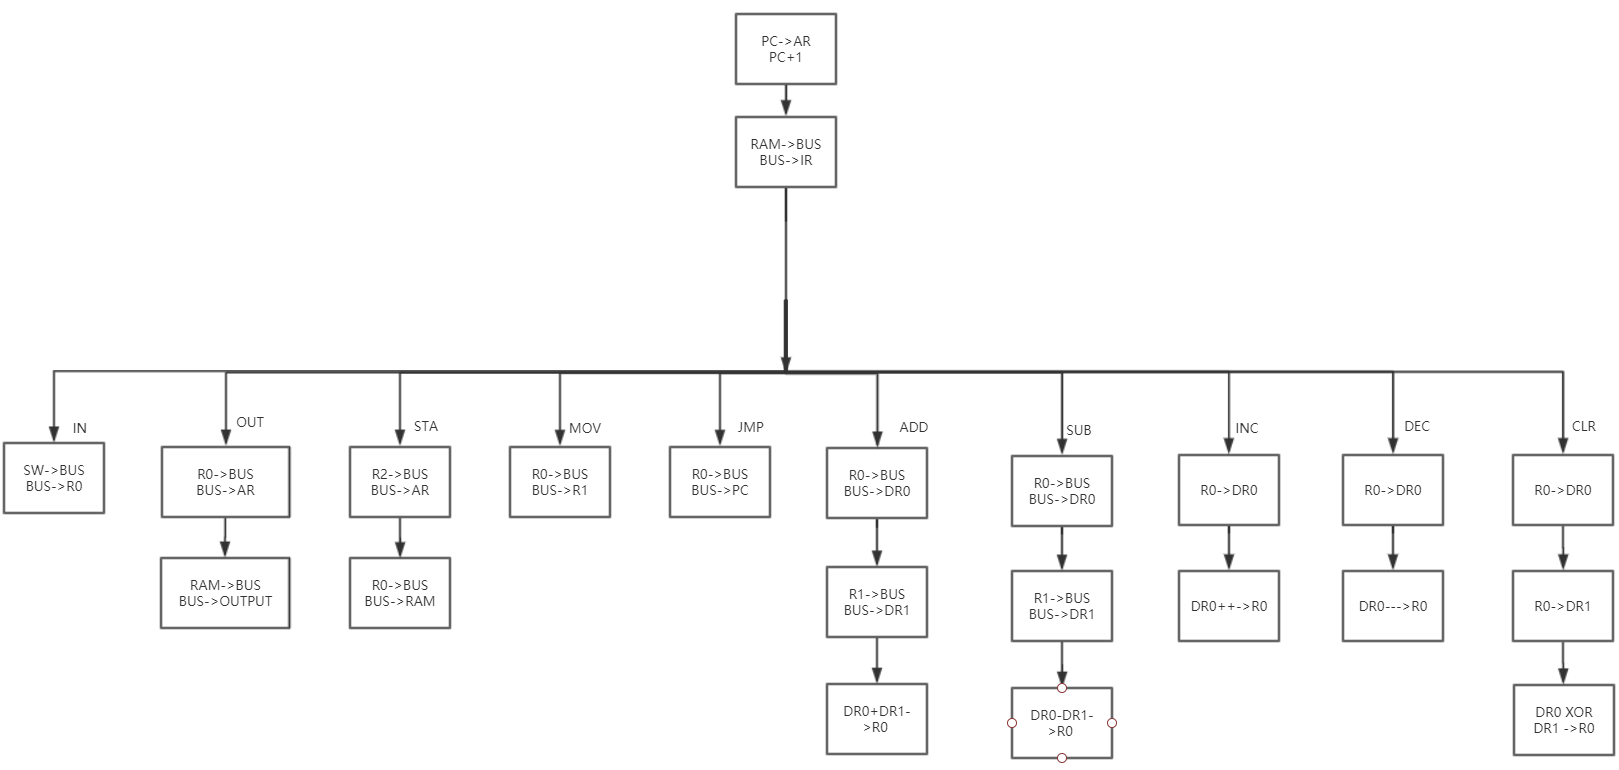 PC->AR
PC+1
RAM->BUS
BUS->IR
IN
SW->BUS
BUS->R0
OUT
R0->BUS
BUS->AR
RAM->BUS
BUS->OUTPUT
STA
R2->BUS
BUS->AR
R0->BUS
BUS->RAM
MOV
R0->BUS
BUS->R1
JMP
R0->BUS
BUS->PC
ADD
R0->BUS
BUS->DR0
R1->BUS
BUS->DR1
DR0+DR1-
>R0
SUB
R0->BUS
BUS->DR0
R1->BUS
BUS->DR1
DR0-DR1-
>R0
INC
R0->DR0
DR0++->R0
DEC
R0->DR0
DR0--->R0
CLR
R0->DR0
R0->DR1
DR0 XOR
DR1 ->R0